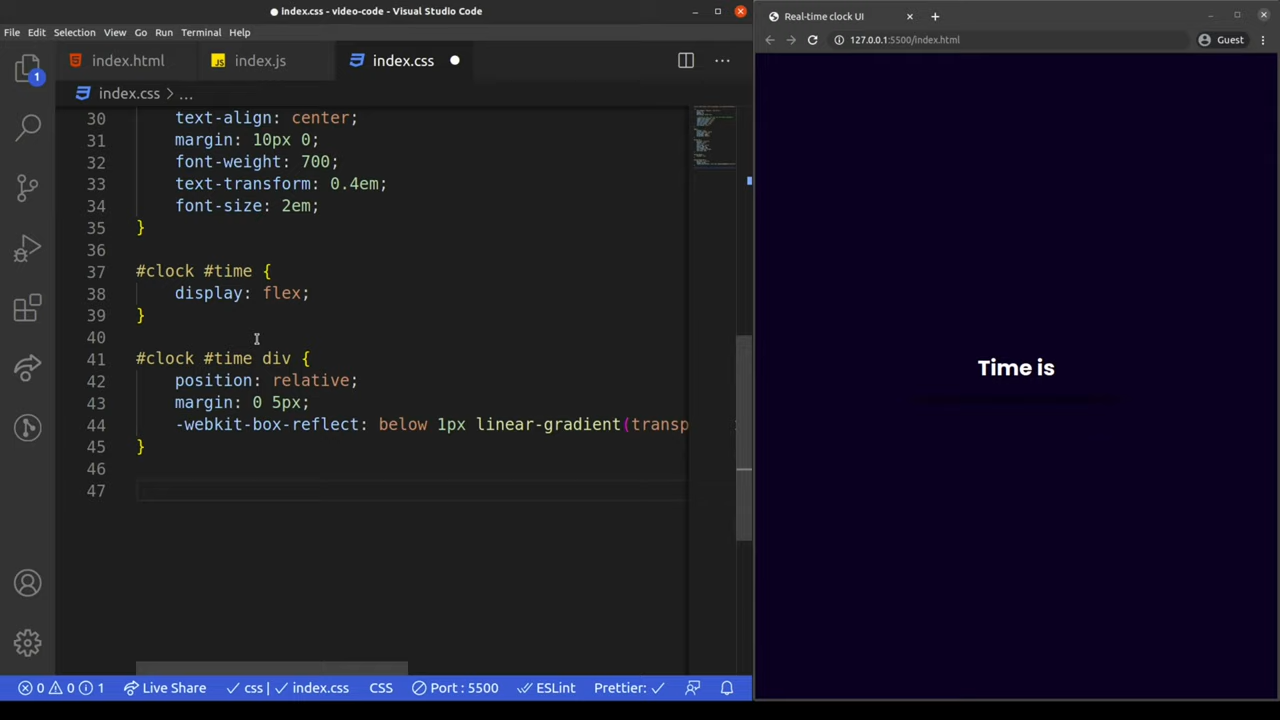 index.css - video-code - Visual Studio Code
File Edit Selection View Go Run Terminal Help
index.html index.js index.css
index.css > ...
30 text-align: center;
31 margin: 10px 0;
32 font-weight: 700;
33 text-transform: 0.4em;
34 font-size: 2em;
35 }
36
37 #clock #time {
38 display: flex;
39 }
40
41 #clock #time div {
42 position: relative;
43 margin: 0 5px;
44 -webkit-box-reflect: below 1px linear-gradient(transp
45 }
46
47
1
0 0 1 Live Share css | index.css CSS Port : 5500 ESLint Prettier:
Real-time clock UI
127.0.0.1:5500/index.html Guest
Time is